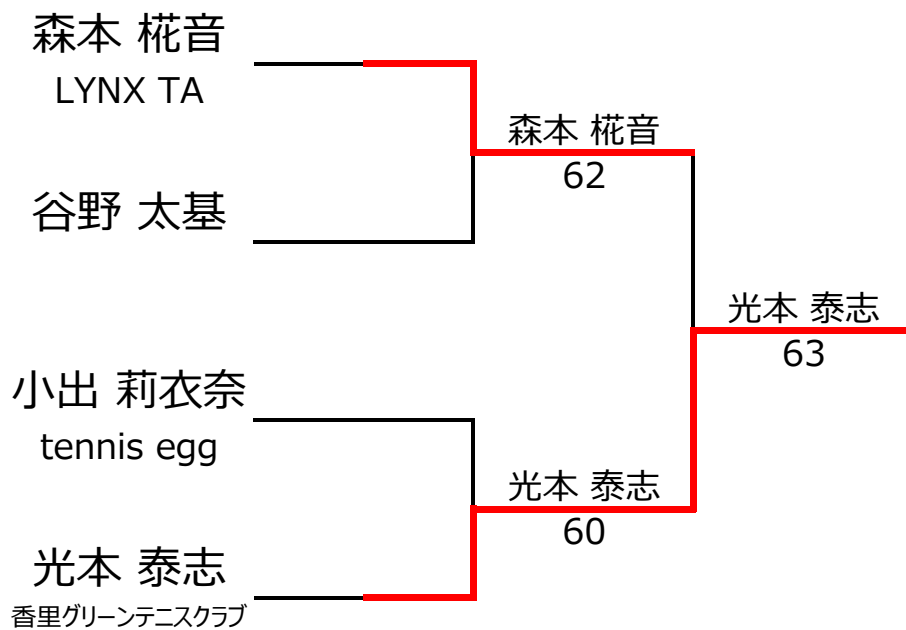 森本 椛音
LYNX TA
森本 椛音
62
谷野 太基
光本 泰志
63
小出 莉衣奈
tennis egg
光本 泰志
60
光本 泰志
香里グリーンテニスクラブ